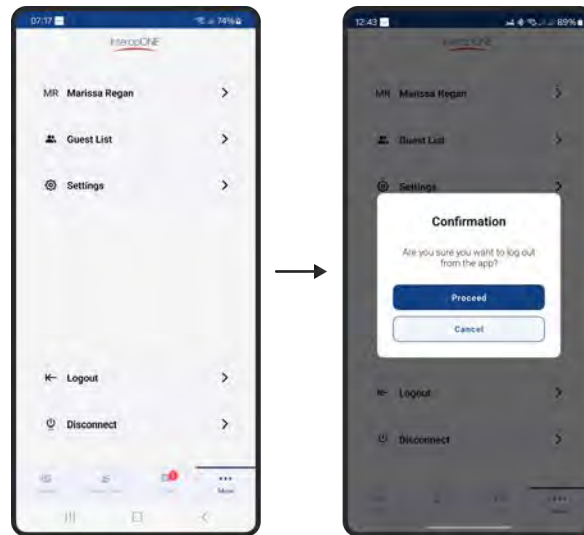 07:17
74%
InteropONE
MR Marissa Regan
Guest List
Settings
Logout
Disconnect
1
More
12:43
89%
InteropONE
MR Marissa Regan
Guest List
Settings
Confirmation
Are you sure you want to log out
from the app?
Proceed
Cancel
Logout
Disconnect